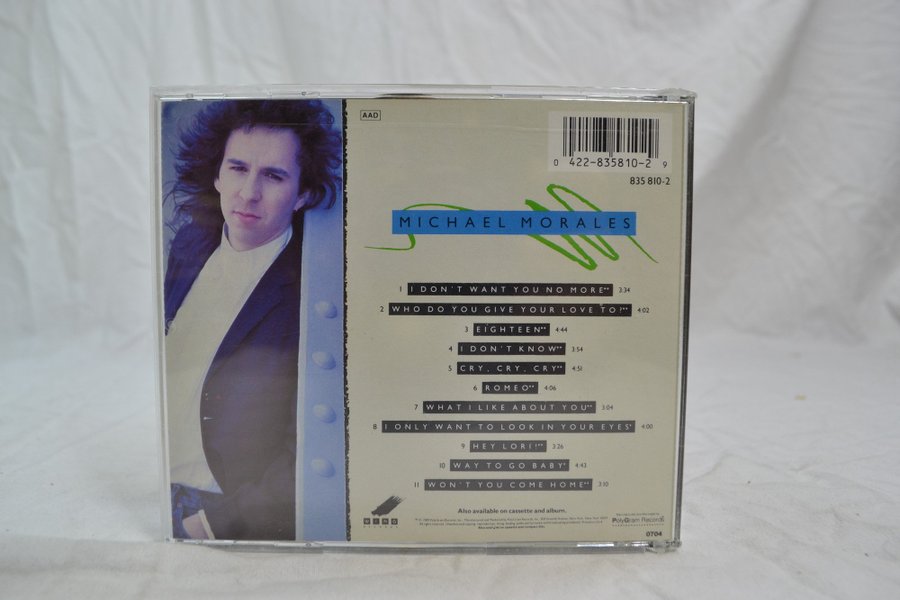 AAD
0 422-835810-2 9
835 810-2
MICHAEL MORALES
1 I DON'T WANT YOU NO MORE** 3:34
2 WHO DO YOU GIVE YOUR LOVE TO?** 4:02
3 EIGHTEEN** 4:44
4 I DON'T KNOW** 3:54
5 CRY, CRY, CRY** 4:51
6 ROMEO** 4:06
7 WHAT I LIKE ABOUT YOU** 3:04
8 I ONLY WANT TO LOOK IN YOUR EYES* 4:00
9 HEY LORI!** 3:26
10 WAY TO GO BABY* 4:43
11 WON'T YOU COME HOME** 3:10
Also available on cassette and album.
WING
RECORDS
PolyGram Records
0704